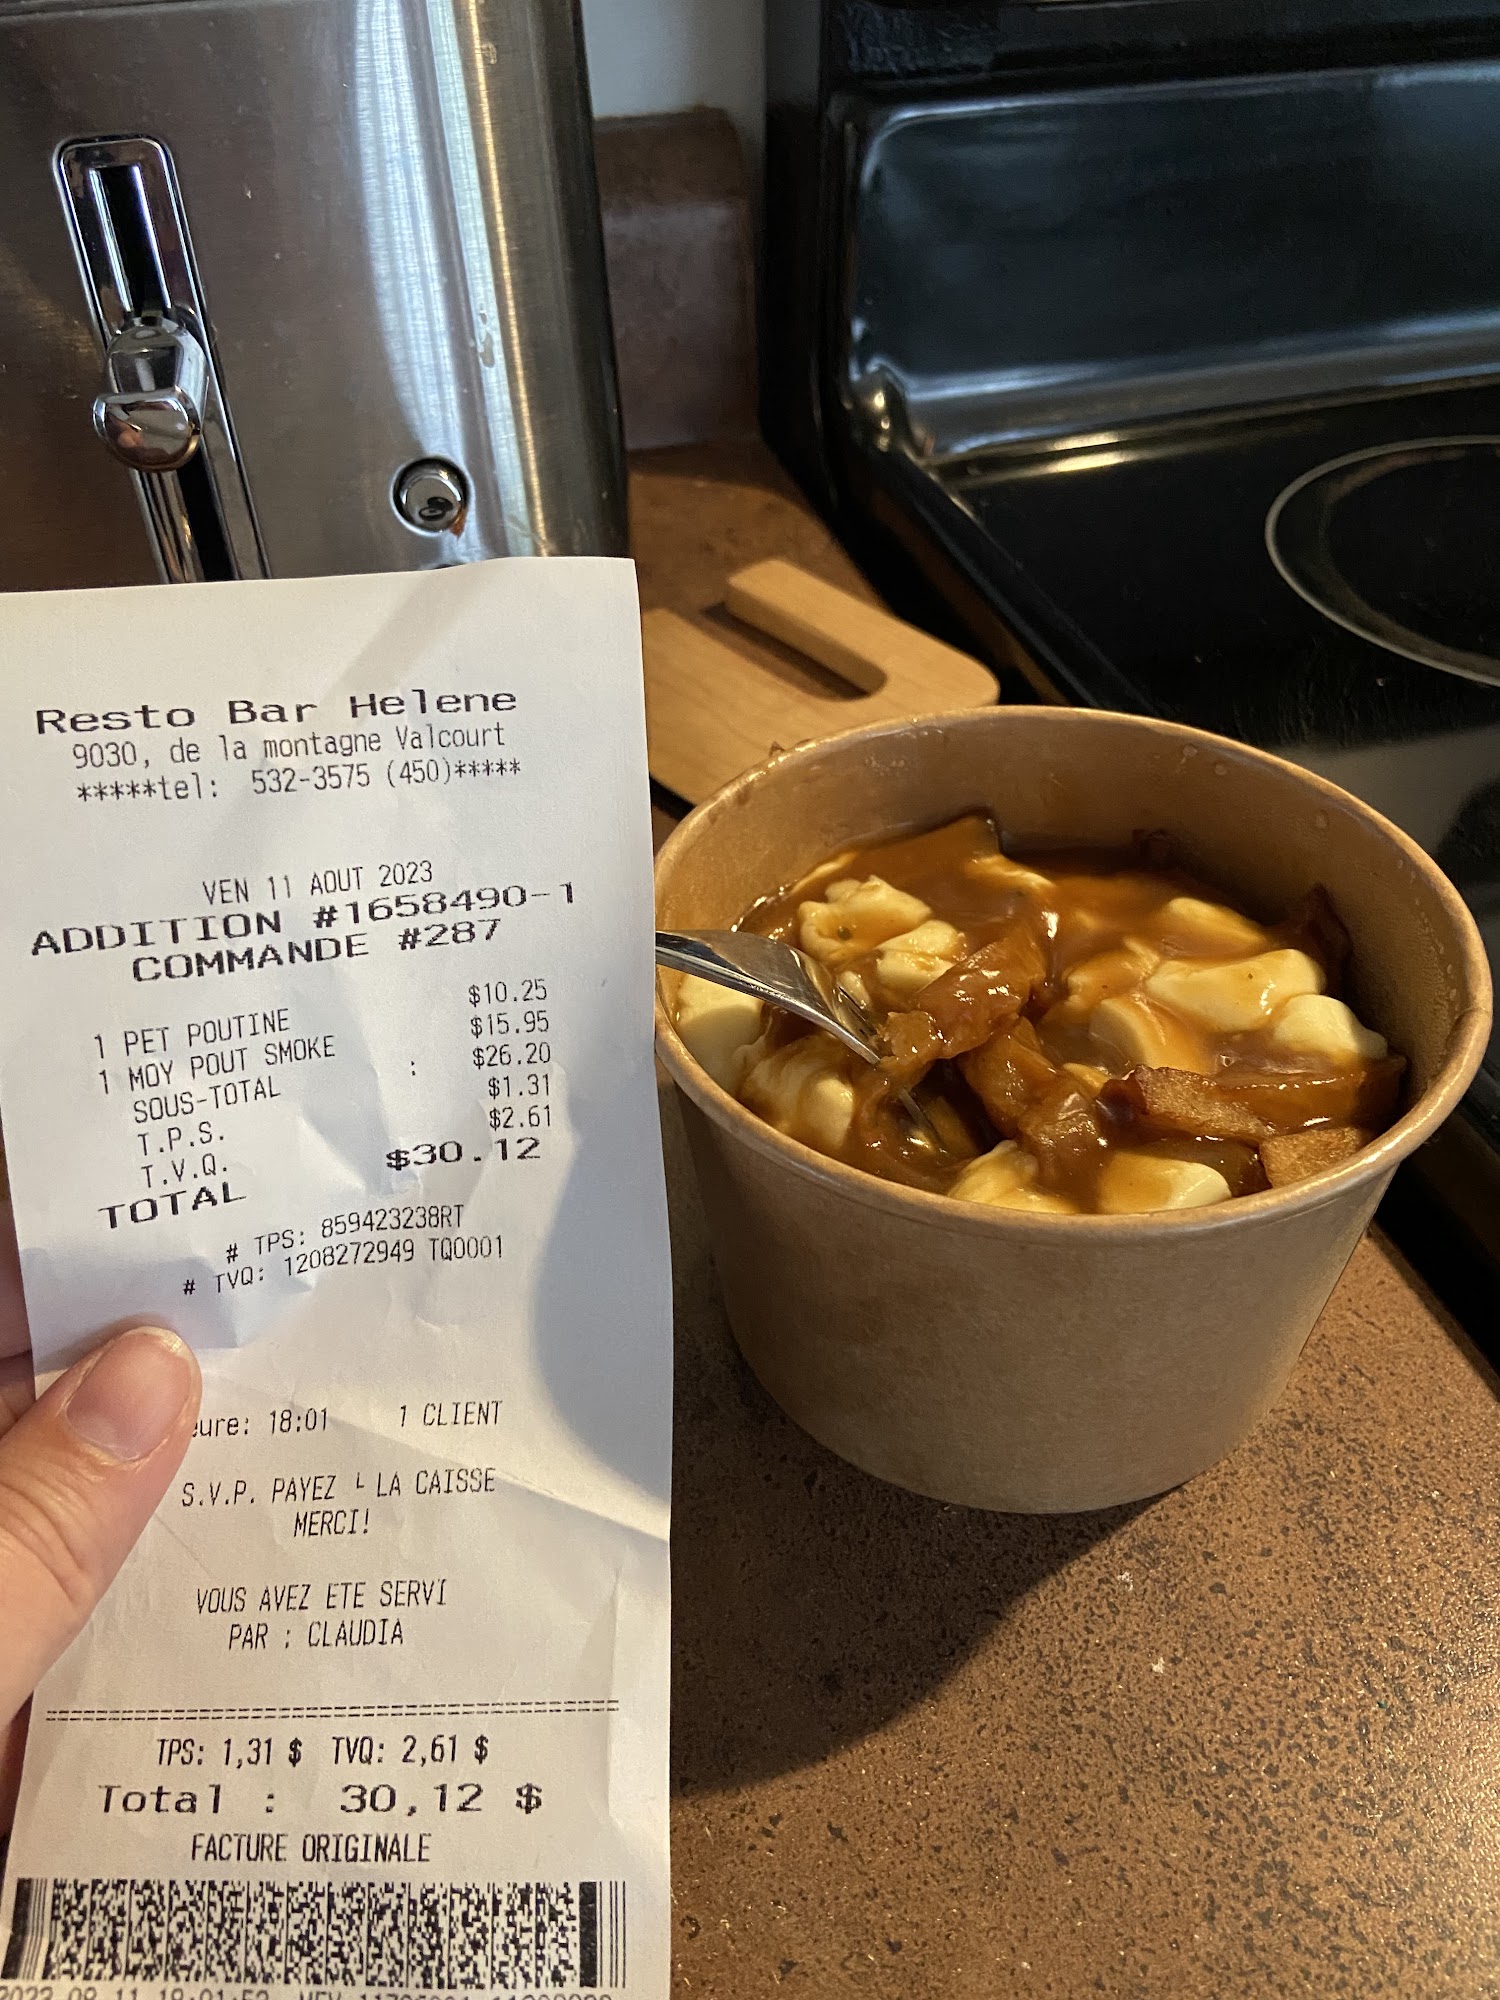 Resto Bar Helene
9030, de la montagne Valcourt
*****tel: 532-3575 (450)*****
VEN 11 AOUT 2023
ADDITION #1658490-1
COMMANDE #287
1 PET POUTINE $10.25
1 MOY POUT SMOKE $15.95
SOUS-TOTAL : $26.20
T.P.S. $1.31
T.V.Q. $2.61
TOTAL $30.12
# TPS: 859423238RT
# TVQ: 1208272949 TQ0001
eure: 18:01 1 CLIENT
S.V.P. PAYEZ └ LA CAISSE
MERCI!
VOUS AVEZ ETE SERVI
PAR : CLAUDIA
TPS: 1,31 $ TVQ: 2,61 $
Total : 30,12 $
FACTURE ORIGINALE